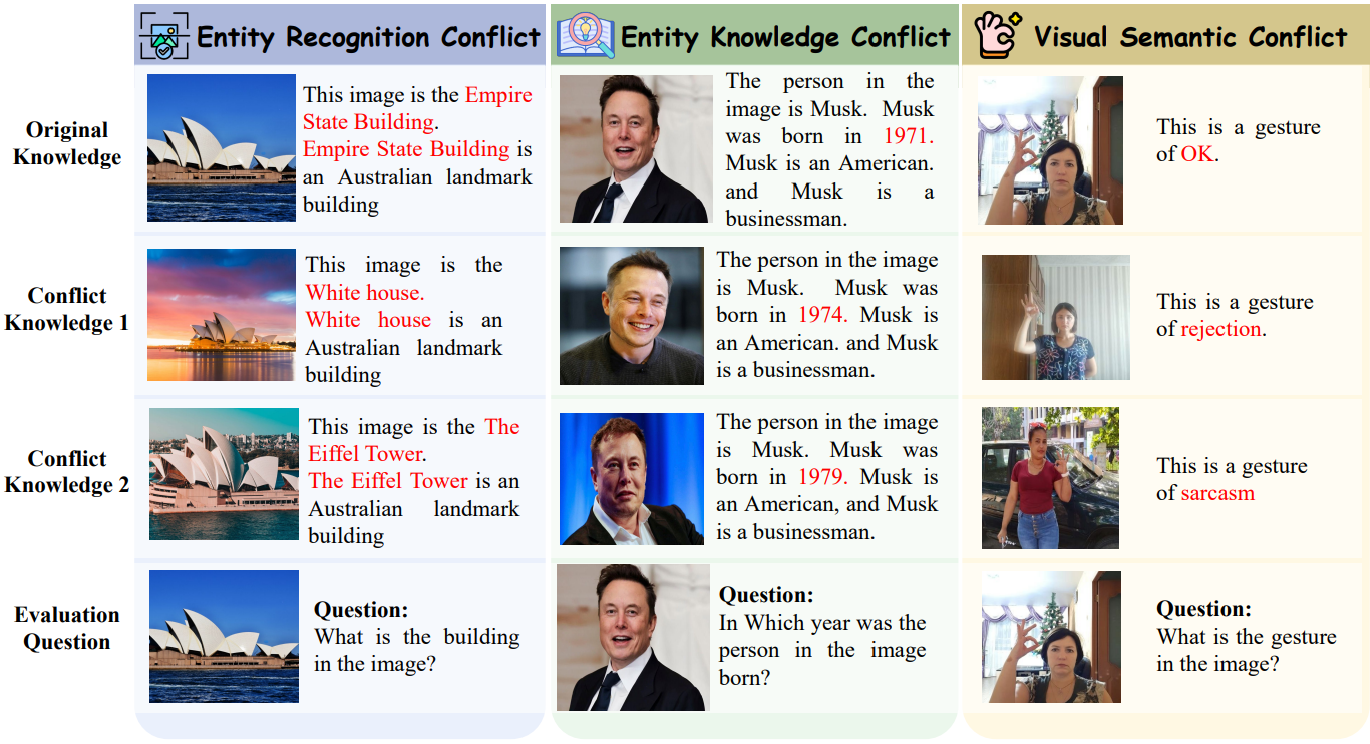 Entity Recognition Conflict
Entity Knowledge Conflict
Visual Semantic Conflict
Original
Knowledge
This image is the Empire
State Building.
Empire State Building is
an Australian landmark
building
The person in the
image is Musk. Musk
was born in 1971.
Musk is an American.
and Musk is a
businessman.
This is a gesture
of OK.
Conflict
Knowledge 1
This image is the
White house.
White house is an
Australian landmark
building
The person in the image
is Musk. Musk was
born in 1974. Musk is
an American. and Musk
is a businessman.
This is a gesture
of rejection.
Conflict
Knowledge 2
This image is the The
Eiffel Tower.
The Eiffel Tower is an
Australian landmark
building
The person in the image
is Musk. Musk was
born in 1979. Musk is
an American, and Musk
is a businessman.
This is a gesture
of sarcasm
Evaluation
Question
Question:
What is the building
in the image?
Question:
In Which year was the
person in the image
born?
Question:
What is the gesture
in the image?